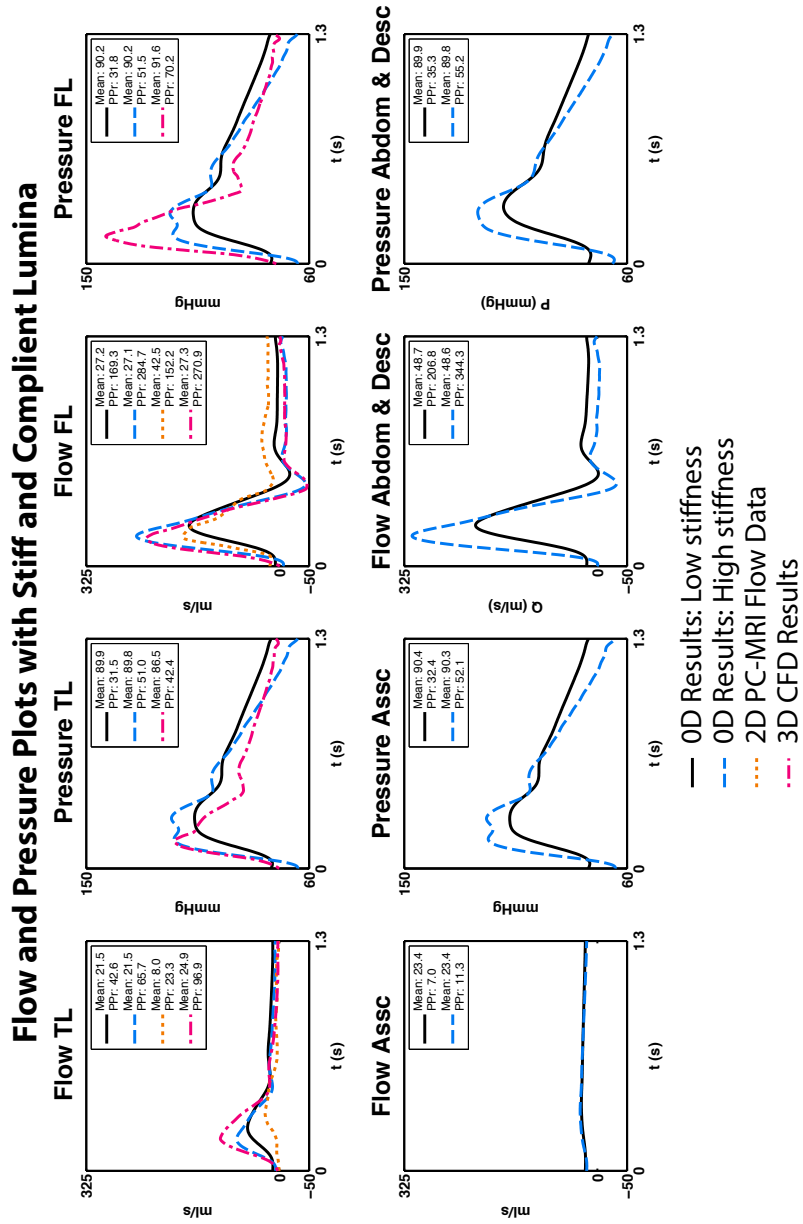 Flow and Pressure Plots with Stiff and Complient Lumina
Flow TL
325
0
−50
ml/s
0
1.3
t (s)
Mean: 21.5
PPr: 42.6
Mean: 21.5
PPr: 65.7
Mean: 8.0
PPr: 23.3
Mean: 24.9
PPr: 96.9
Pressure TL
150
60
mmHg
0
1.3
t (s)
Mean: 89.9
PPr: 31.5
Mean: 89.8
PPr: 51.0
Mean: 86.5
PPr: 42.4
Flow FL
325
0
−50
ml/s
0
1.3
t (s)
Mean: 27.2
PPr: 169.3
Mean: 27.1
PPr: 284.7
Mean: 42.5
PPr: 152.2
Mean: 27.3
PPr: 270.9
Pressure FL
150
60
mmHg
0
1.3
t (s)
Mean: 90.2
PPr: 31.8
Mean: 90.2
PPr: 51.5
Mean: 91.6
PPr: 70.2
Flow Assc
325
0
−50
ml/s
0
1.3
t (s)
Mean: 23.4
PPr: 7.0
Mean: 23.4
PPr: 11.3
Pressure Assc
150
60
mmHg
0
1.3
t (s)
Mean: 90.4
PPr: 32.4
Mean: 90.3
PPr: 52.1
Flow Abdom & Desc
325
0
−50
Q (ml/s)
0
1.3
t (s)
Mean: 48.7
PPr: 206.8
Mean: 48.6
PPr: 344.3
Pressure Abdom & Desc
150
60
P (mmHg)
0
1.3
t (s)
Mean: 89.9
PPr: 35.3
Mean: 89.8
PPr: 55.2
0D Results: Low stiffness
0D Results: High stiffness
2D PC-MRI Flow Data
3D CFD Results